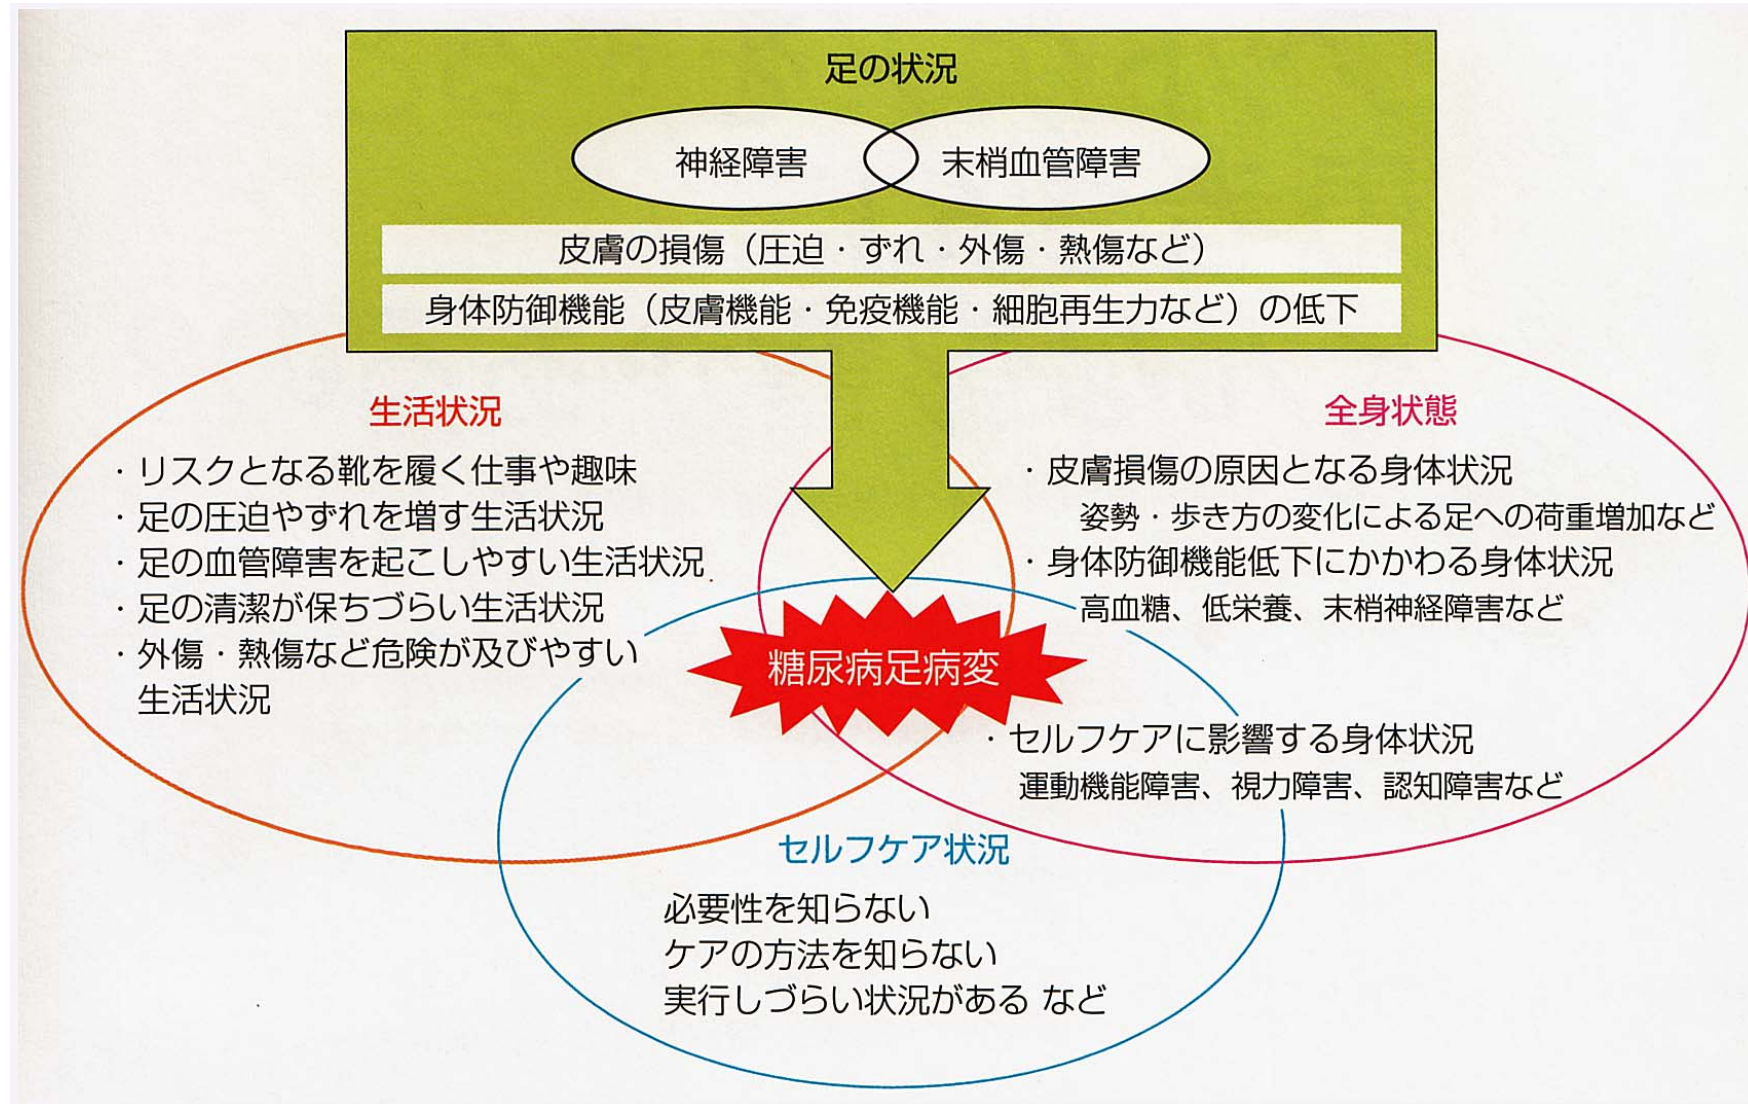 足の状況
神経障害
末梢血管障害
皮膚の損傷（圧迫・ずれ・外傷・熱傷など）
身体防御機能（皮膚機能・免疫機能・細胞再生力など）の低下
生活状況
・リスクとなる靴を履く仕事や趣味
・足の圧迫やずれを増す生活状況
・足の血管障害を起こしやすい生活状況
・足の清潔が保ちづらい生活状況
・外傷・熱傷など危険が及びやすい
生活状況
全身状態
・皮膚損傷の原因となる身体状況
姿勢・歩き方の変化による足への荷重増加など
・身体防御機能低下にかかわる身体状況
高血糖、低栄養、末梢神経障害など
糖尿病足病変
・セルフケアに影響する身体状況
運動機能障害、視力障害、認知障害など
セルフケア状況
必要性を知らない
ケアの方法を知らない
実行しづらい状況がある など